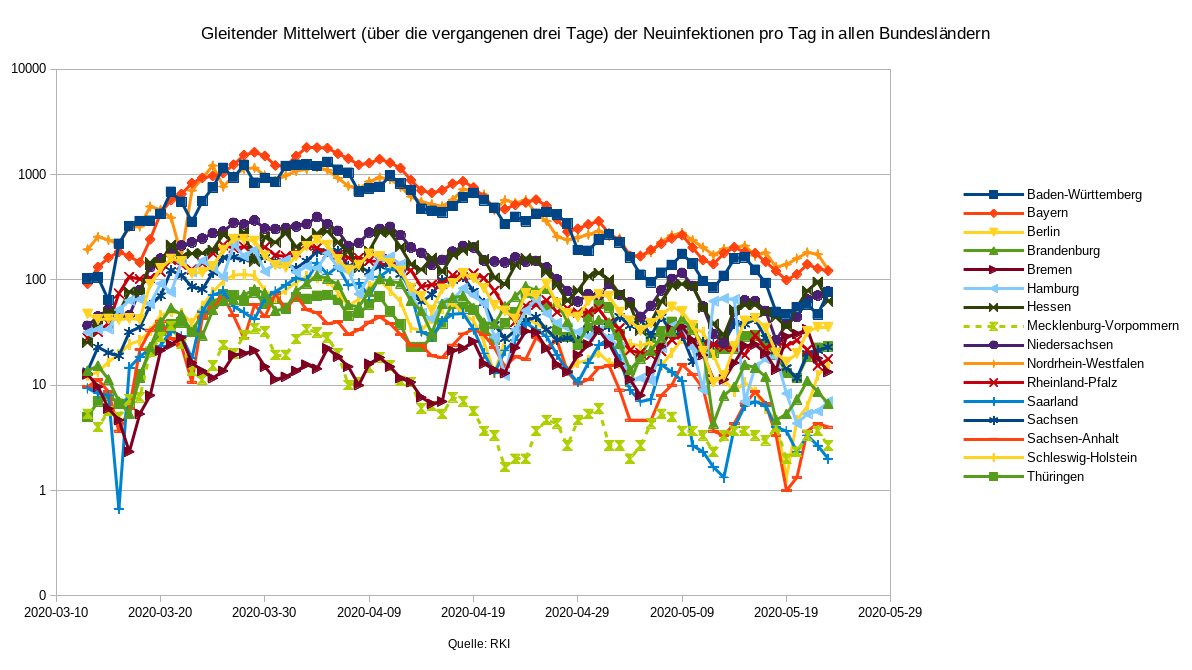 Gleitender Mittelwert (über die vergangenen drei Tage) der Neuinfektionen pro Tag in allen Bundesländern
10000
1000
100
10
1
0
2020-03-10
2020-03-20
2020-03-30
2020-04-09
2020-04-19
2020-04-29
2020-05-09
2020-05-19
2020-05-29
Quelle: RKI
Baden-Württemberg
Bayern
Berlin
Brandenburg
Bremen
Hamburg
Hessen
Mecklenburg-Vorpommern
Niedersachsen
Nordrhein-Westfalen
Rheinland-Pfalz
Saarland
Sachsen
Sachsen-Anhalt
Schleswig-Holstein
Thüringen